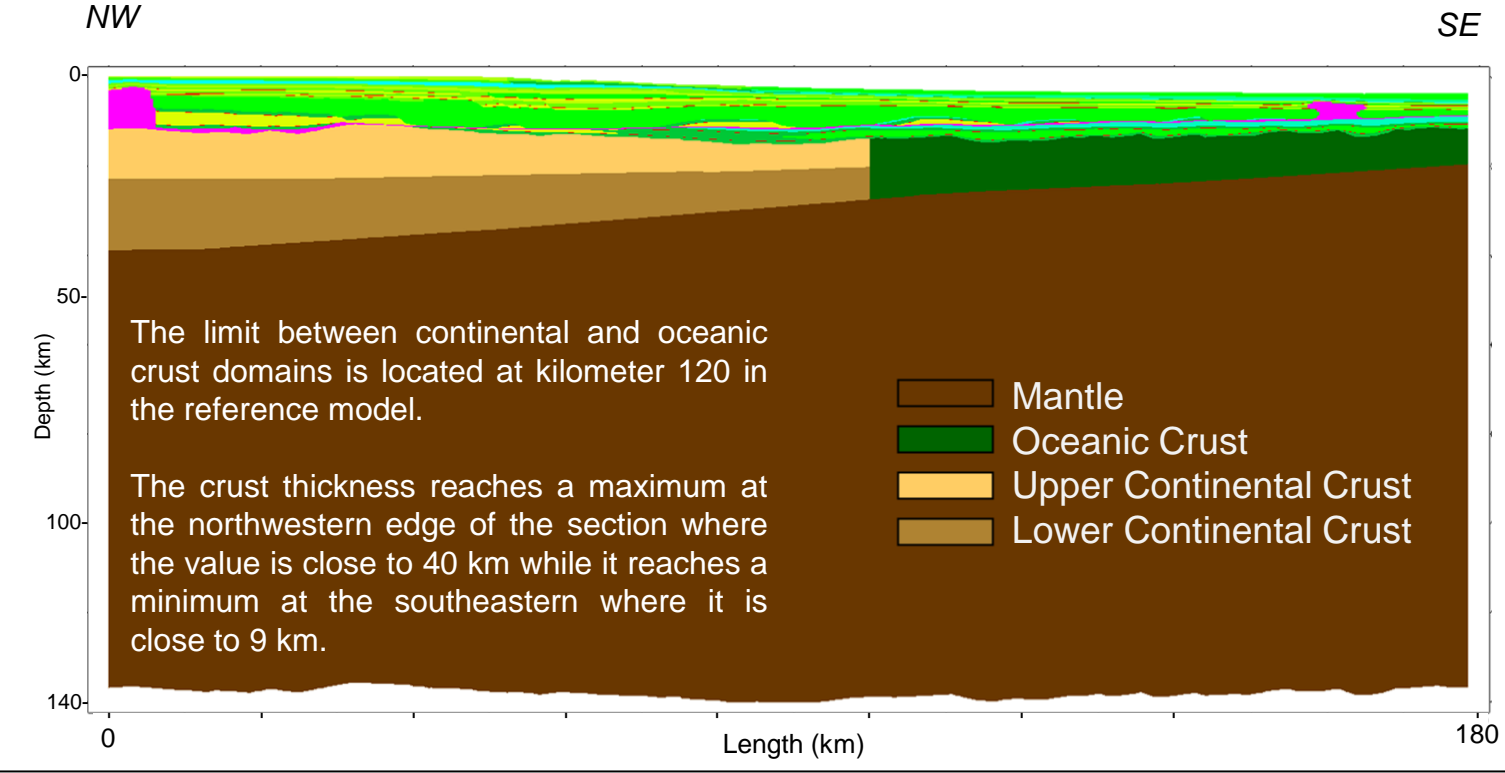 NW
SE
0
50
100
140
Depth (km)
The limit between continental and oceanic
crust domains is located at kilometer 120 in
the reference model.
The crust thickness reaches a maximum at
the northwestern edge of the section where
the value is close to 40 km while it reaches a
minimum at the southeastern where it is
close to 9 km.
Mantle
Oceanic Crust
Upper Continental Crust
Lower Continental Crust
0
Length (km)
180